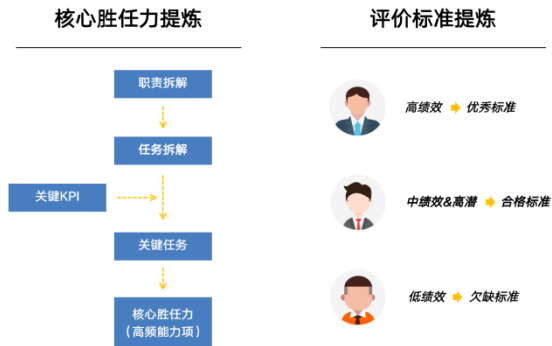 核心胜任力提炼
职责拆解
任务拆解
关键KPI
关键任务
核心胜任力
（高频能力项）
评价标准提炼
高绩效 优秀标准
中绩效&高潜 合格标准
低绩效 欠缺标准